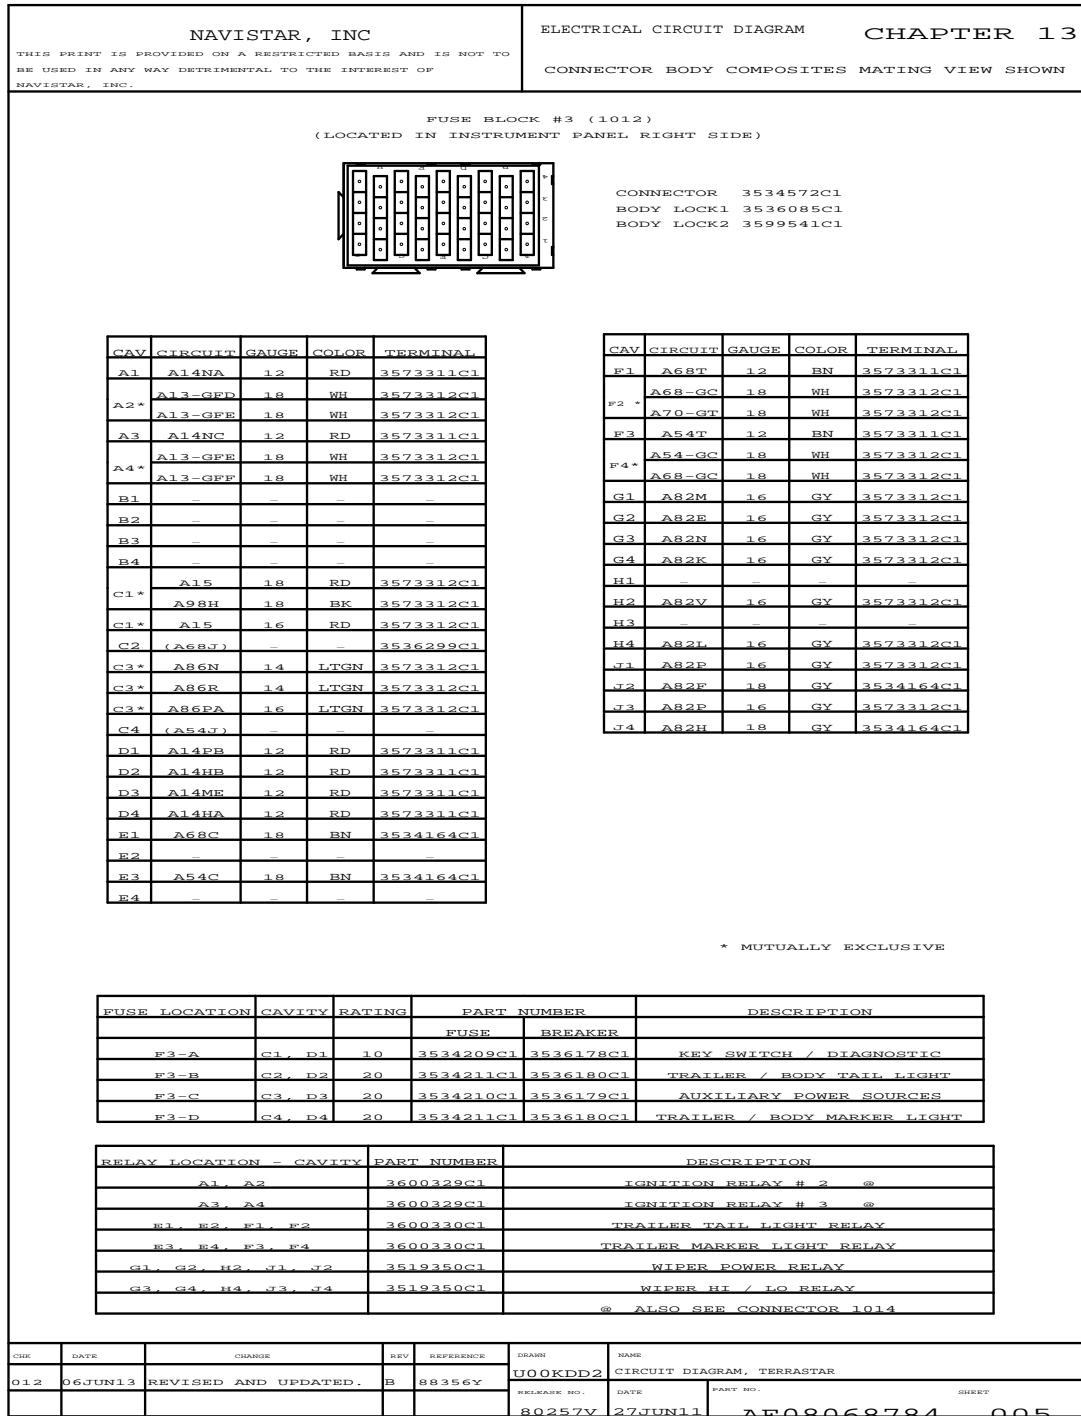 NAVISTAR, INC
THIS PRINT IS PROVIDED ON A RESTRICTED BASIS AND IS NOT TO
BE USED IN ANY WAY DETRIMENTAL TO THE INTEREST OF
NAVISTAR, INC.
ELECTRICAL CIRCUIT DIAGRAM CHAPTER 13
CONNECTOR BODY COMPOSITES MATING VIEW SHOWN
FUSE BLOCK #3 (1012)
(LOCATED IN INSTRUMENT PANEL RIGHT SIDE)
CONNECTOR 3534572C1
BODY LOCK1 3536085C1
BODY LOCK2 3599541C1
CAV CIRCUIT GAUGE COLOR TERMINAL
A1 A14NA 12 RD 3573311C1
A2* A13-GFD 18 WH 3573312C1
A13-GFE 18 WH 3573312C1
A3 A14NC 12 RD 3573311C1
A4* A13-GFE 18 WH 3573312C1
A13-GFF 18 WH 3573312C1
B1 - - - -
B2 - - - -
B3 - - - -
B4 - - - -
C1* A15 18 RD 3573312C1
A98H 18 BK 3573312C1
C1* A15 16 RD 3573312C1
C2 (A68J) - - 3536299C1
C3* A86N 14 LTGN 3573312C1
C3* A86R 14 LTGN 3573312C1
C3* A86PA 16 LTGN 3573312C1
C4 (A54J) - - -
D1 A14PB 12 RD 3573311C1
D2 A14HB 12 RD 3573311C1
D3 A14ME 12 RD 3573311C1
D4 A14HA 12 RD 3573311C1
E1 A68C 18 BN 3534164C1
E2 - - - -
E3 A54C 18 BN 3534164C1
E4 - - - -
CAV CIRCUIT GAUGE COLOR TERMINAL
F1 A68T 12 BN 3573311C1
F2 * A68-GC 18 WH 3573312C1
A70-GT 18 WH 3573312C1
F3 A54T 12 BN 3573311C1
F4* A54-GC 18 WH 3573312C1
A68-GC 18 WH 3573312C1
G1 A82M 16 GY 3573312C1
G2 A82E 16 GY 3573312C1
G3 A82N 16 GY 3573312C1
G4 A82K 16 GY 3573312C1
H1 - - - -
H2 A82V 16 GY 3573312C1
H3 - - - -
H4 A82L 16 GY 3573312C1
J1 A82P 16 GY 3573312C1
J2 A82F 18 GY 3534164C1
J3 A82P 16 GY 3573312C1
J4 A82H 18 GY 3534164C1
* MUTUALLY EXCLUSIVE
FUSE LOCATION CAVITY RATING PART NUMBER DESCRIPTION
FUSE BREAKER
F3-A C1, D1 10 3534209C1 3536178C1 KEY SWITCH / DIAGNOSTIC
F3-B C2, D2 20 3534211C1 3536180C1 TRAILER / BODY TAIL LIGHT
F3-C C3, D3 20 3534210C1 3536179C1 AUXILIARY POWER SOURCES
F3-D C4, D4 20 3534211C1 3536180C1 TRAILER / BODY MARKER LIGHT
RELAY LOCATION - CAVITY PART NUMBER DESCRIPTION
A1, A2 3600329C1 IGNITION RELAY # 2 @
A3, A4 3600329C1 IGNITION RELAY # 3 @
E1, E2, F1, F2 3600330C1 TRAILER TAIL LIGHT RELAY
E3, E4, F3, F4 3600330C1 TRAILER MARKER LIGHT RELAY
G1, G2, H2, J1, J2 3519350C1 WIPER POWER RELAY
G3, G4, H4, J3, J4 3519350C1 WIPER HI / LO RELAY
@ ALSO SEE CONNECTOR 1014
CHK DATE CHANGE REV REFERENCE DRAWN NAME
012 06JUN13 REVISED AND UPDATED. B 88356Y U00KDD2 CIRCUIT DIAGRAM, TERRASTAR
RELEASE NO. DATE PART NO. SHEET
80257V 27JUN11 AE08068784 005